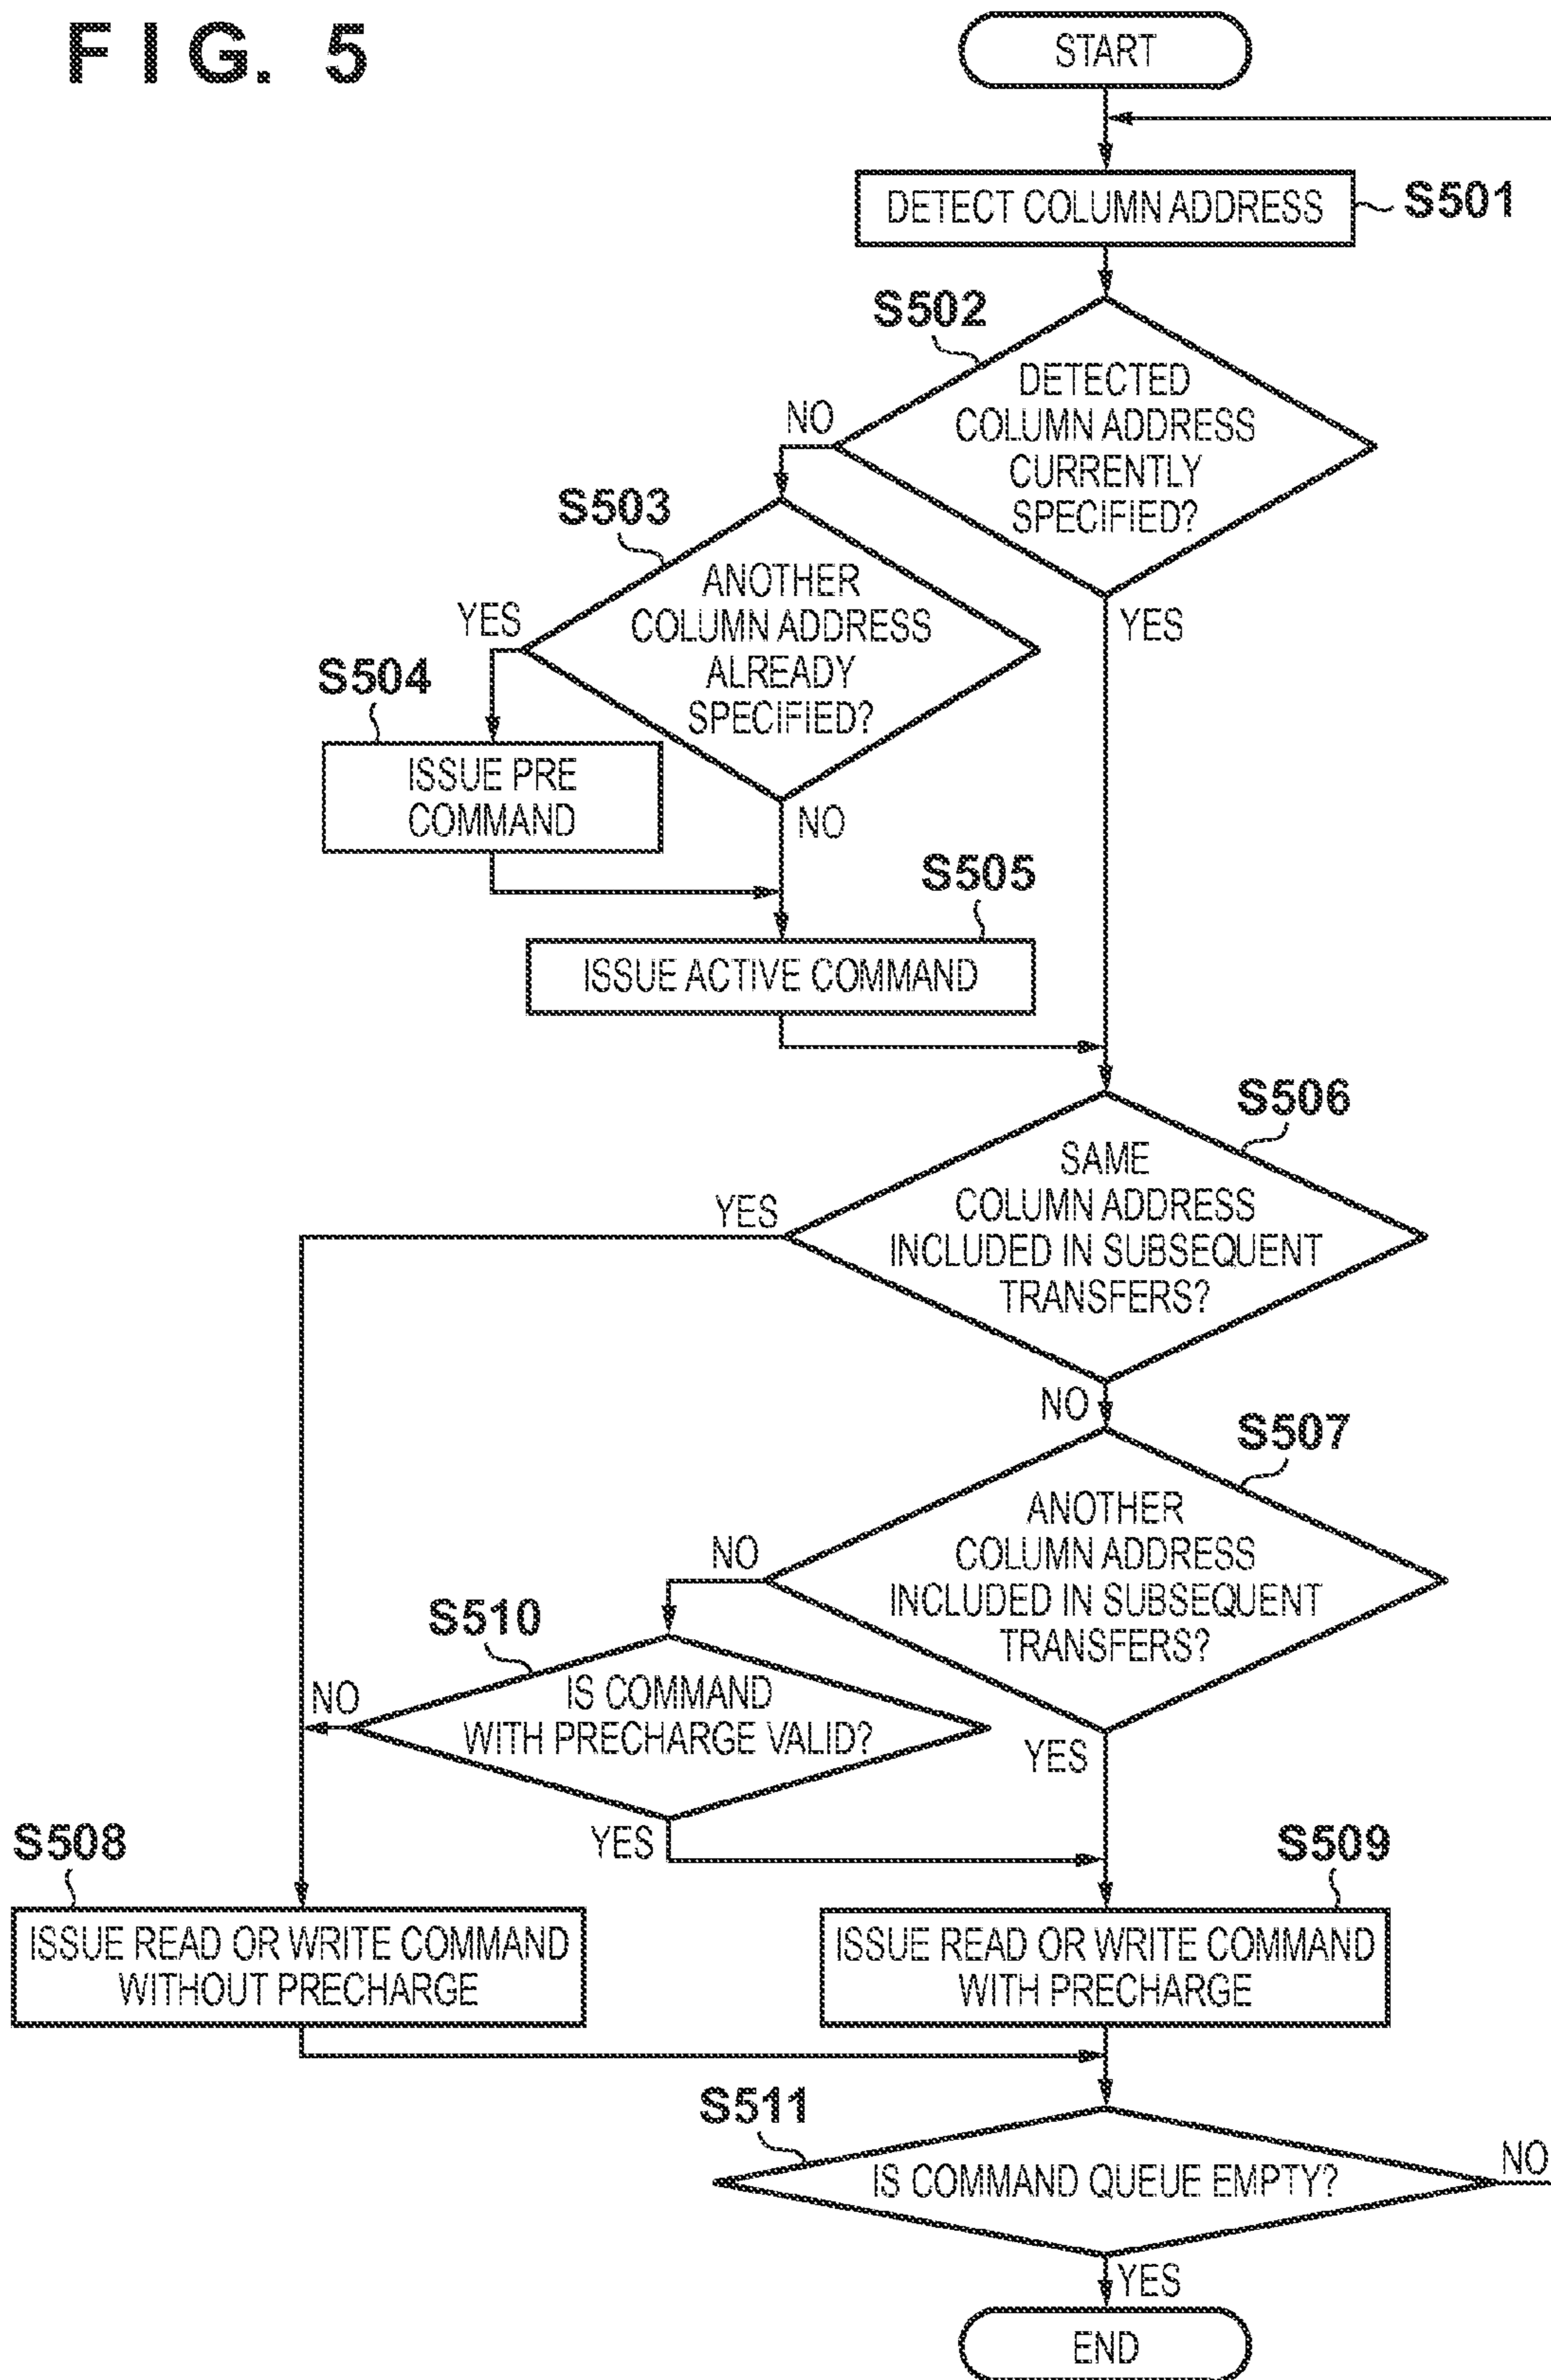 FIG. 5
START
DETECT COLUMN ADDRESS
S501
S502
DETECTED
COLUMN ADDRESS
CURRENTLY
SPECIFIED?
NO
YES
S503
ANOTHER
COLUMN ADDRESS
ALREADY
SPECIFIED?
YES
NO
S504
ISSUE PRE
COMMAND
S505
ISSUE ACTIVE COMMAND
S506
SAME
COLUMN ADDRESS
INCLUDED IN SUBSEQUENT
TRANSFERS?
YES
NO
S507
ANOTHER
COLUMN ADDRESS
INCLUDED IN SUBSEQUENT
TRANSFERS?
NO
YES
S510
IS COMMAND
WITH PRECHARGE VALID?
NO
YES
S508
ISSUE READ OR WRITE COMMAND
WITHOUT PRECHARGE
S509
ISSUE READ OR WRITE COMMAND
WITH PRECHARGE
S511
IS COMMAND QUEUE EMPTY?
NO
YES
END